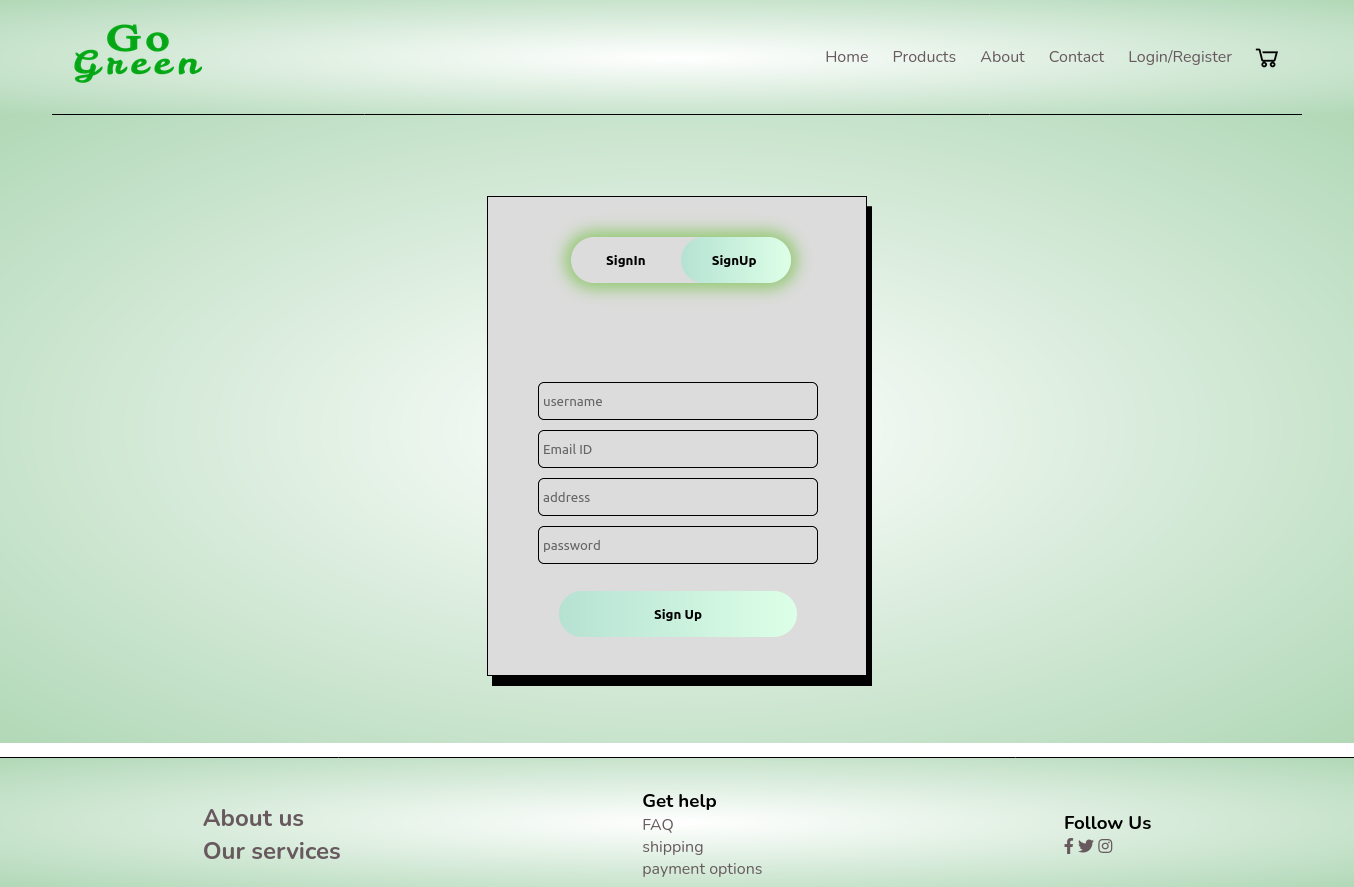 Go
Green
Home Products About Contact Login/Register
SignIn SignUp
username
Email ID
address
password
Sign Up
About us
Our services
Get help
FAQ
shipping
payment options
Follow Us